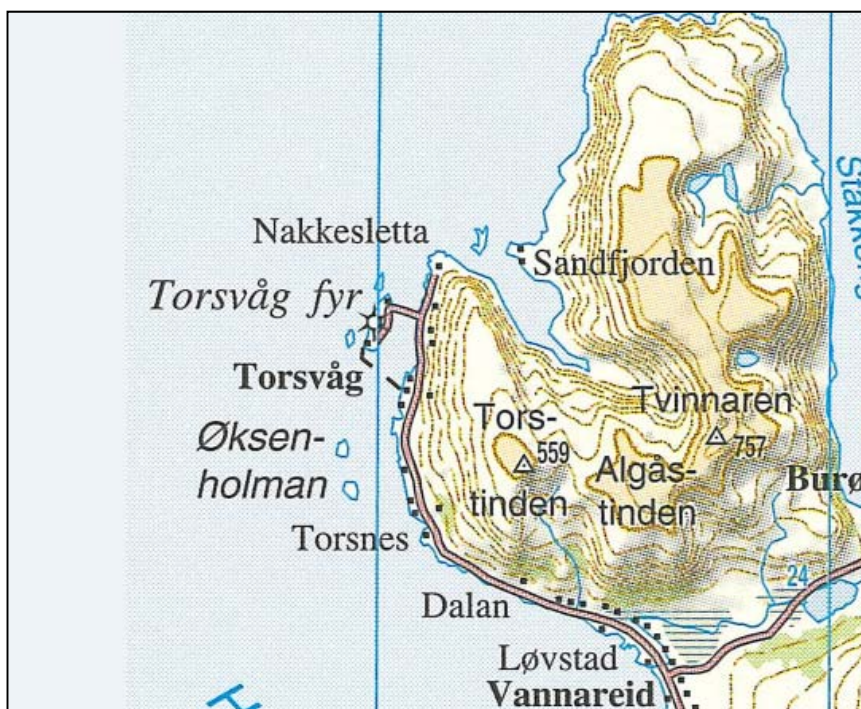 Nakkesletta
Sandfjorden
Torsvåg fyr
Torsvåg
Tvinnaren
757
Tors-
559
tinden
Øksen-
holman
Algås-
tinden
Torsnes
24
Dalan
Løvstad
Vannareid